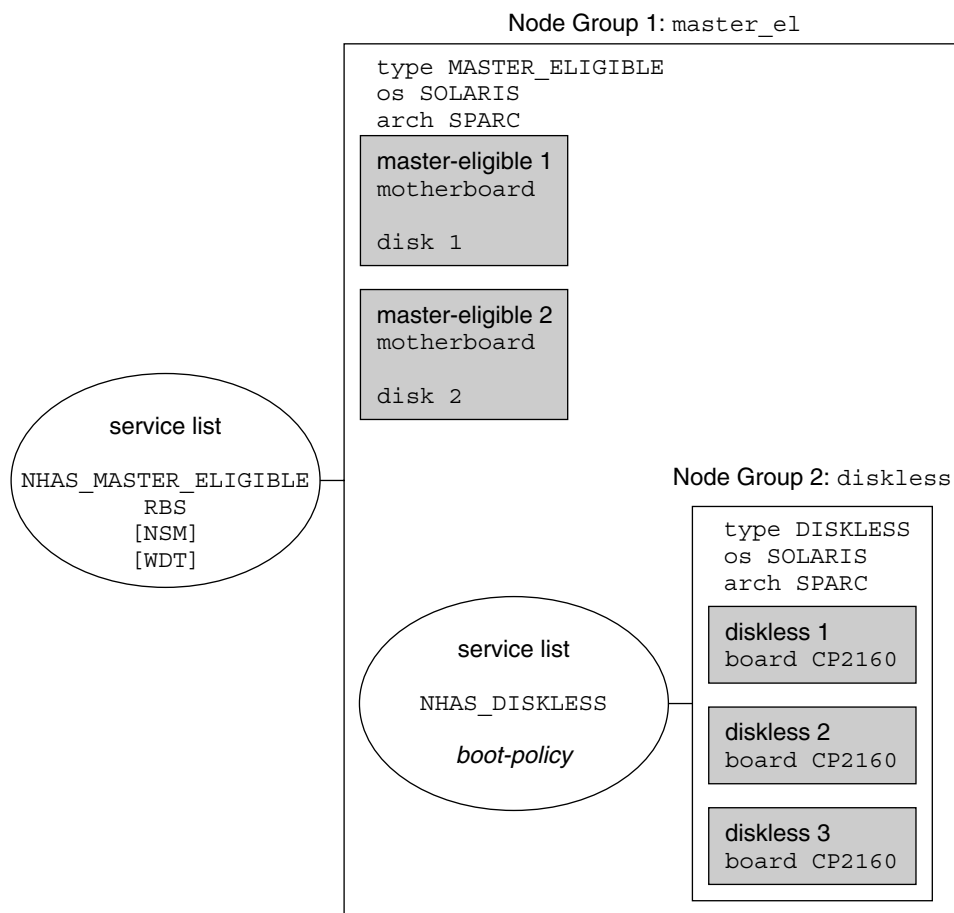 Node Group 1: master_el
type MASTER_ELIGIBLE
os SOLARIS
arch SPARC
master-eligible 1
motherboard
disk 1
master-eligible 2
motherboard
disk 2
service list
NHAS_MASTER_ELIGIBLE
RBS
[NSM]
[WDT]
Node Group 2: diskless
type DISKLESS
os SOLARIS
arch SPARC
service list
NHAS_DISKLESS
boot-policy
diskless 1
board CP2160
diskless 2
board CP2160
diskless 3
board CP2160